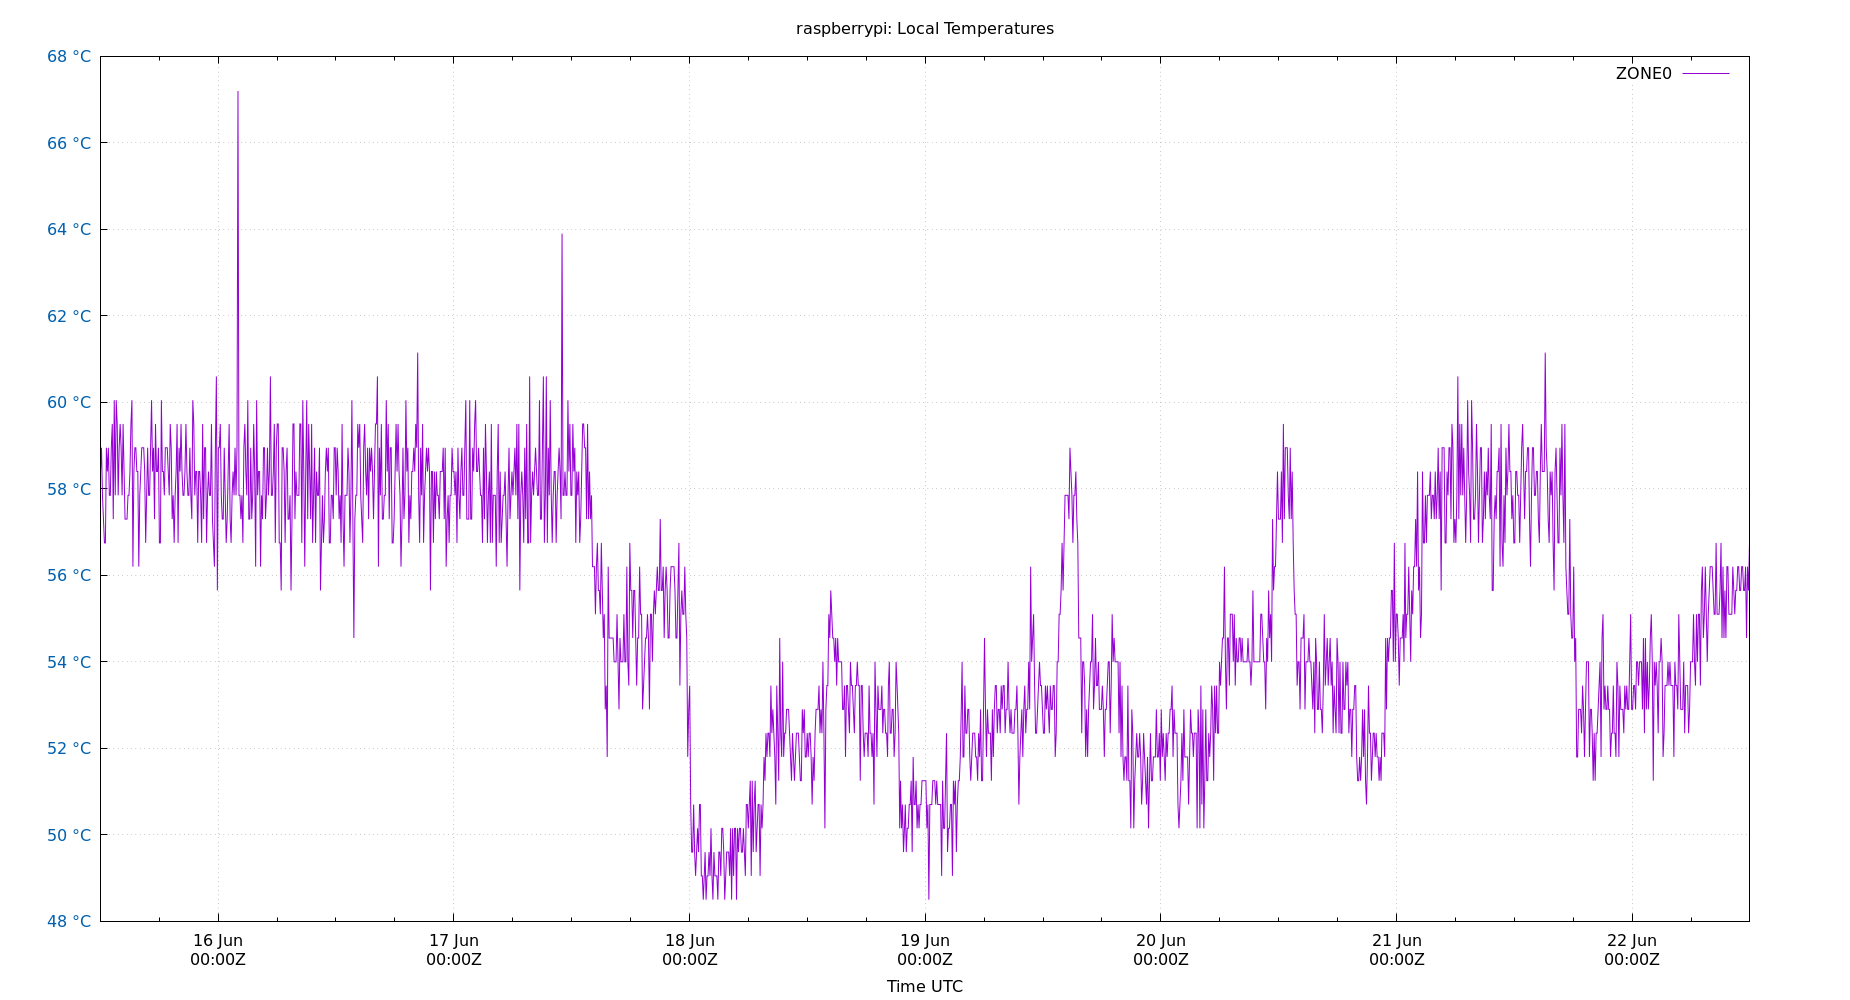 raspberrypi: Local Temperatures
68 °C
ZONE0
66 °C
64 °C
62 °C
60 °C
58 °C
56 °C
54 °C
52 °C
50 °C
48 °C
16 Jun 17 Jun 18 Jun 19 Jun 20 Jun 21 Jun 22 Jun
00:00Z 00:00Z 00:00Z 00:00Z 00:00Z 00:00Z 00:00Z
Time UTC